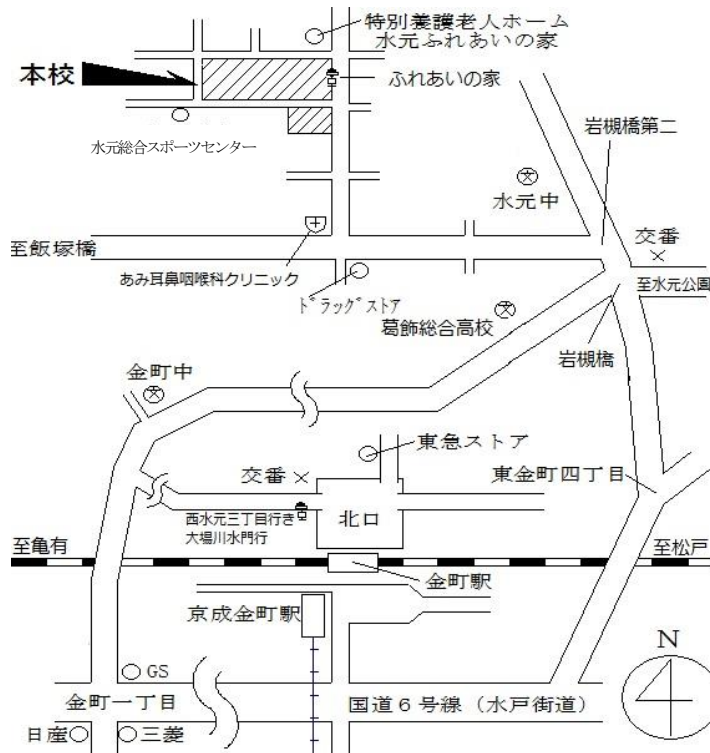 特別養護老人ホーム
水元ふれあいの家
本校
ふれあいの家
水元総合スポーツセンター
岩槻橋第二
水元中
交番
至飯塚橋
あみ耳鼻咽喉科クリニック
至水元公園
ﾄﾞﾗｯｸﾞｽﾄｱ
葛飾総合高校
岩槻橋
金町中
東急ストア
交番
東金町四丁目
西水元三丁目行き
大場川水門行
北口
至亀有
至松戸
金町駅
京成金町駅
N
GS
金町一丁目
国道６号線（水戸街道）
日産
三菱